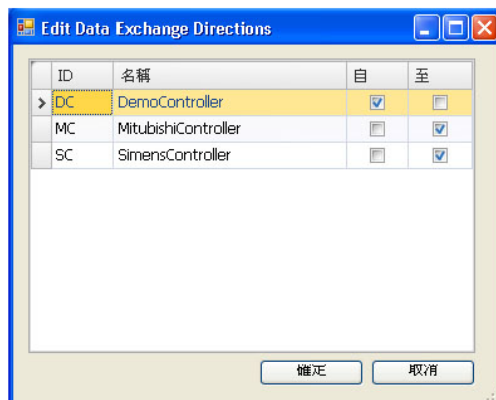 Edit Data Exchange Directions
ID 名稱 自 至
DC DemoController
MC MitubishiController
SC SimensController
確定 取消